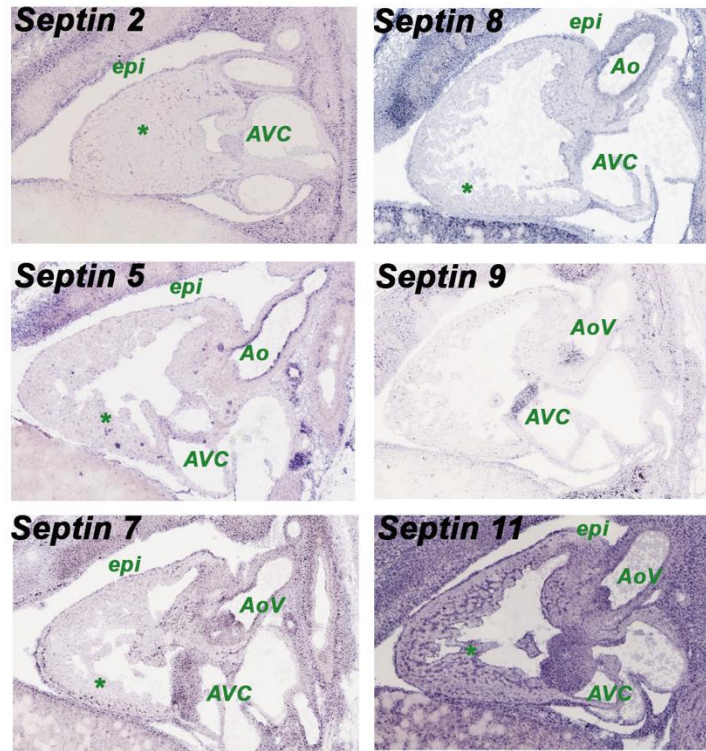 Septin 2
epi
*
AVC
Septin 8
epi
Ao
AVC
*
Septin 5
epi
Ao
*
AVC
Septin 9
AoV
AVC
Septin 7
epi
AoV
*
AVC
Septin 11
epi
AoV
*
AVC